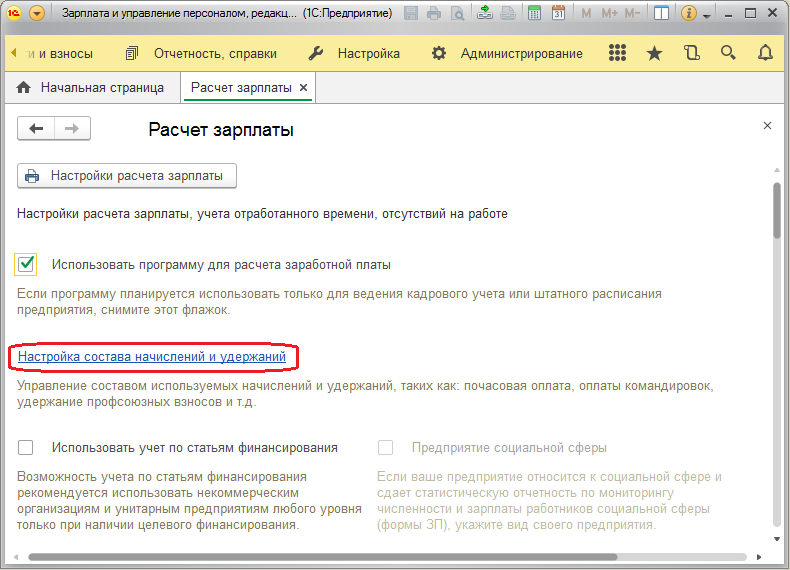 Зарплата и управление персоналом, редакц... (1С:Предприятие)
M M+ M-
31
ти и взносы Отчетность, справки Настройка Администрирование
Начальная страница Расчет зарплаты ×
Расчет зарплаты
Настройки расчета зарплаты
Настройки расчета зарплаты, учета отработанного времени, отсутствий на работе
Использовать программу для расчета заработной платы
Если программу планируется использовать только для ведения кадрового учета или штатного расписания
предприятия, снимите этот флажок.
Настройка состава начислений и удержаний
Управление составом используемых начислений и удержаний, таких как: почасовая оплата, оплаты командировок,
удержание профсоюзных взносов и т.д.
Использовать учет по статьям финансирования
Возможность учета по статьям финансирования
рекомендуется использовать некоммерческим
организациям и унитарным предприятиям любого уровня
только при наличии целевого финансирования.
Предприятие социальной сферы
Если ваше предприятие относится к социальной сфере и
сдает статистическую отчетность по мониторингу
численности и зарплаты работников социальной сферы
(формы ЗП), укажите вид своего предприятия.